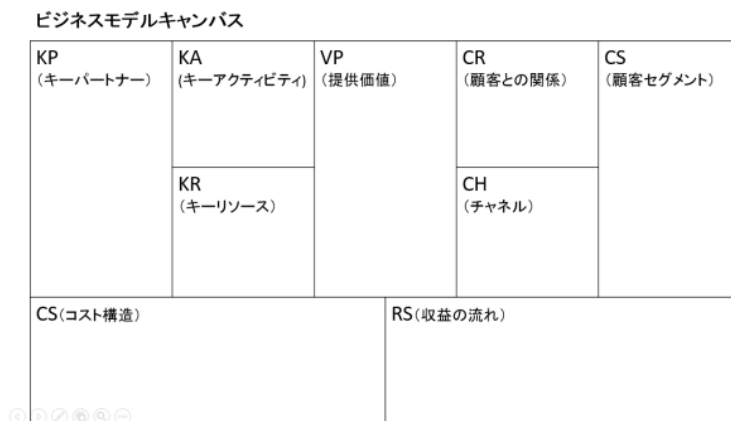 ビジネスモデルキャンバス
KP
（キーパートナー）
KA
(キーアクティビティ)
KR
（キーリソース）
VP
（提供価値）
CR
（顧客との関係）
CH
（チャネル）
CS
（顧客セグメント）
CS(コスト構造）
RS(収益の流れ）